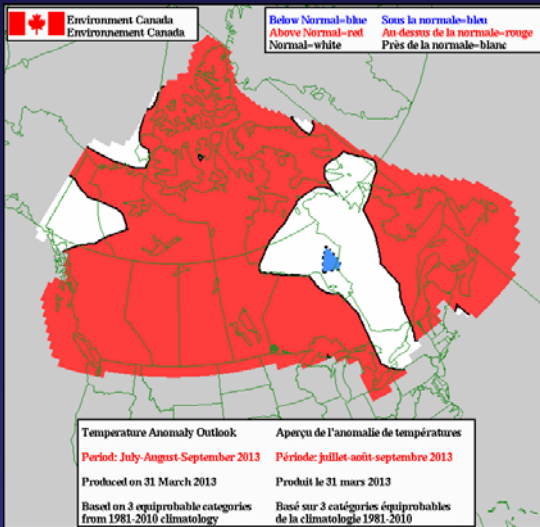 Environment Canada
Environnement Canada
Below Normal=blue Sous la normale=bleu
Above Normal=red Au-dessus de la normale=rouge
Normal=white Près de la normale=blanc
Temperature Anomaly Outlook Aperçu de l'anomalie de températures
Period: July-August-September 2013 Période: juillet-août-septembre 2013
Produced on 31 March 2013 Produit le 31 mars 2013
Based on 3 equiprobable categories Basé sur 3 catégories équiprobables
from 1981-2010 climatology de la climatologie 1981-2010